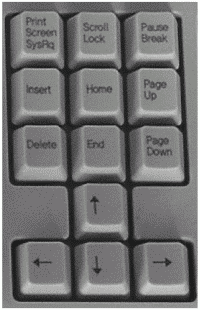 Print Screen SysRq
Scroll Lock
Pause Break
Insert
Home
Page Up
Delete
End
Page Down
↑
← ↓ →